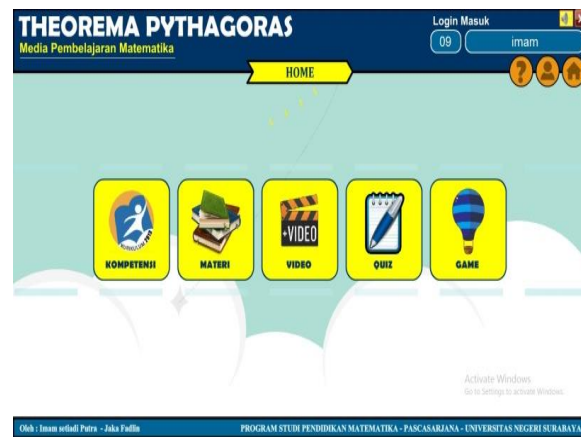 THEOREMA PYTHAGORAS
Media Pembelajaran Matematika
Login Masuk
09 imam
HOME
?
KURIKULUM 2013
+VIDEO
KOMPETENSI MATERI VIDEO QUIZ GAME
Activate Windows
Go to Settings to activate Windows.
Oleh : Imam setiadi Putra - Jaka Fadlin PROGRAM STUDI PENDIDIKAN MATEMATIKA - PASCASARJANA - UNIVERSITAS NEGERI SURABAYA